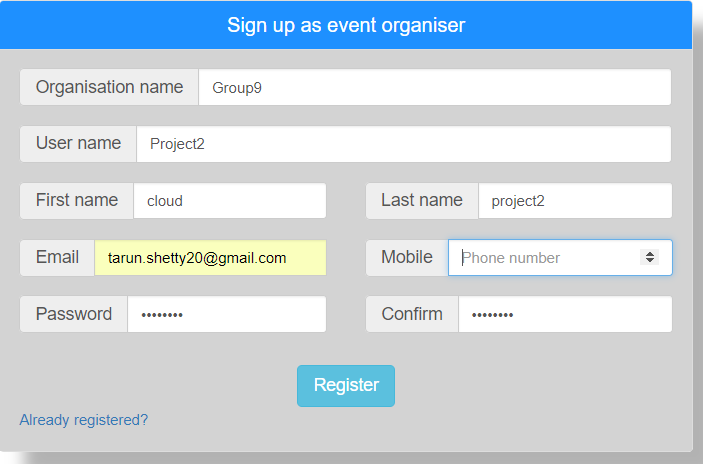 Sign up as event organiser
Organisation name Group9
User name Project2
First name cloud Last name project2
Email tarun.shetty20@gmail.com Mobile Phone number
Password •••••••• Confirm ••••••••
Register
Already registered?